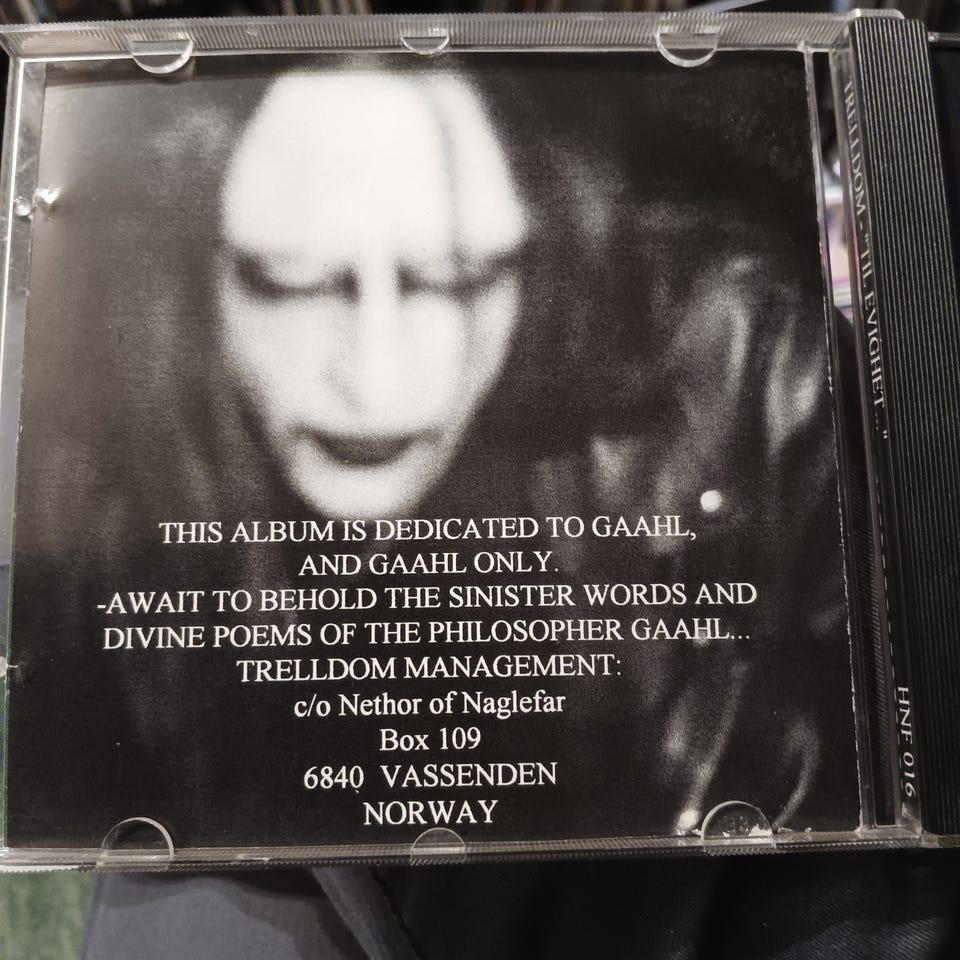 THIS ALBUM IS DEDICATED TO GAAHL,
AND GAAHL ONLY.
-AWAIT TO BEHOLD THE SINISTER WORDS AND
DIVINE POEMS OF THE PHILOSOPHER GAAHL...
TRELLDOM MANAGEMENT:
c/o Nethor of Naglefar
Box 109
6840 VASSENDEN
NORWAY
TRELLDOM - "TIL EVIGHET..."
HNF 016